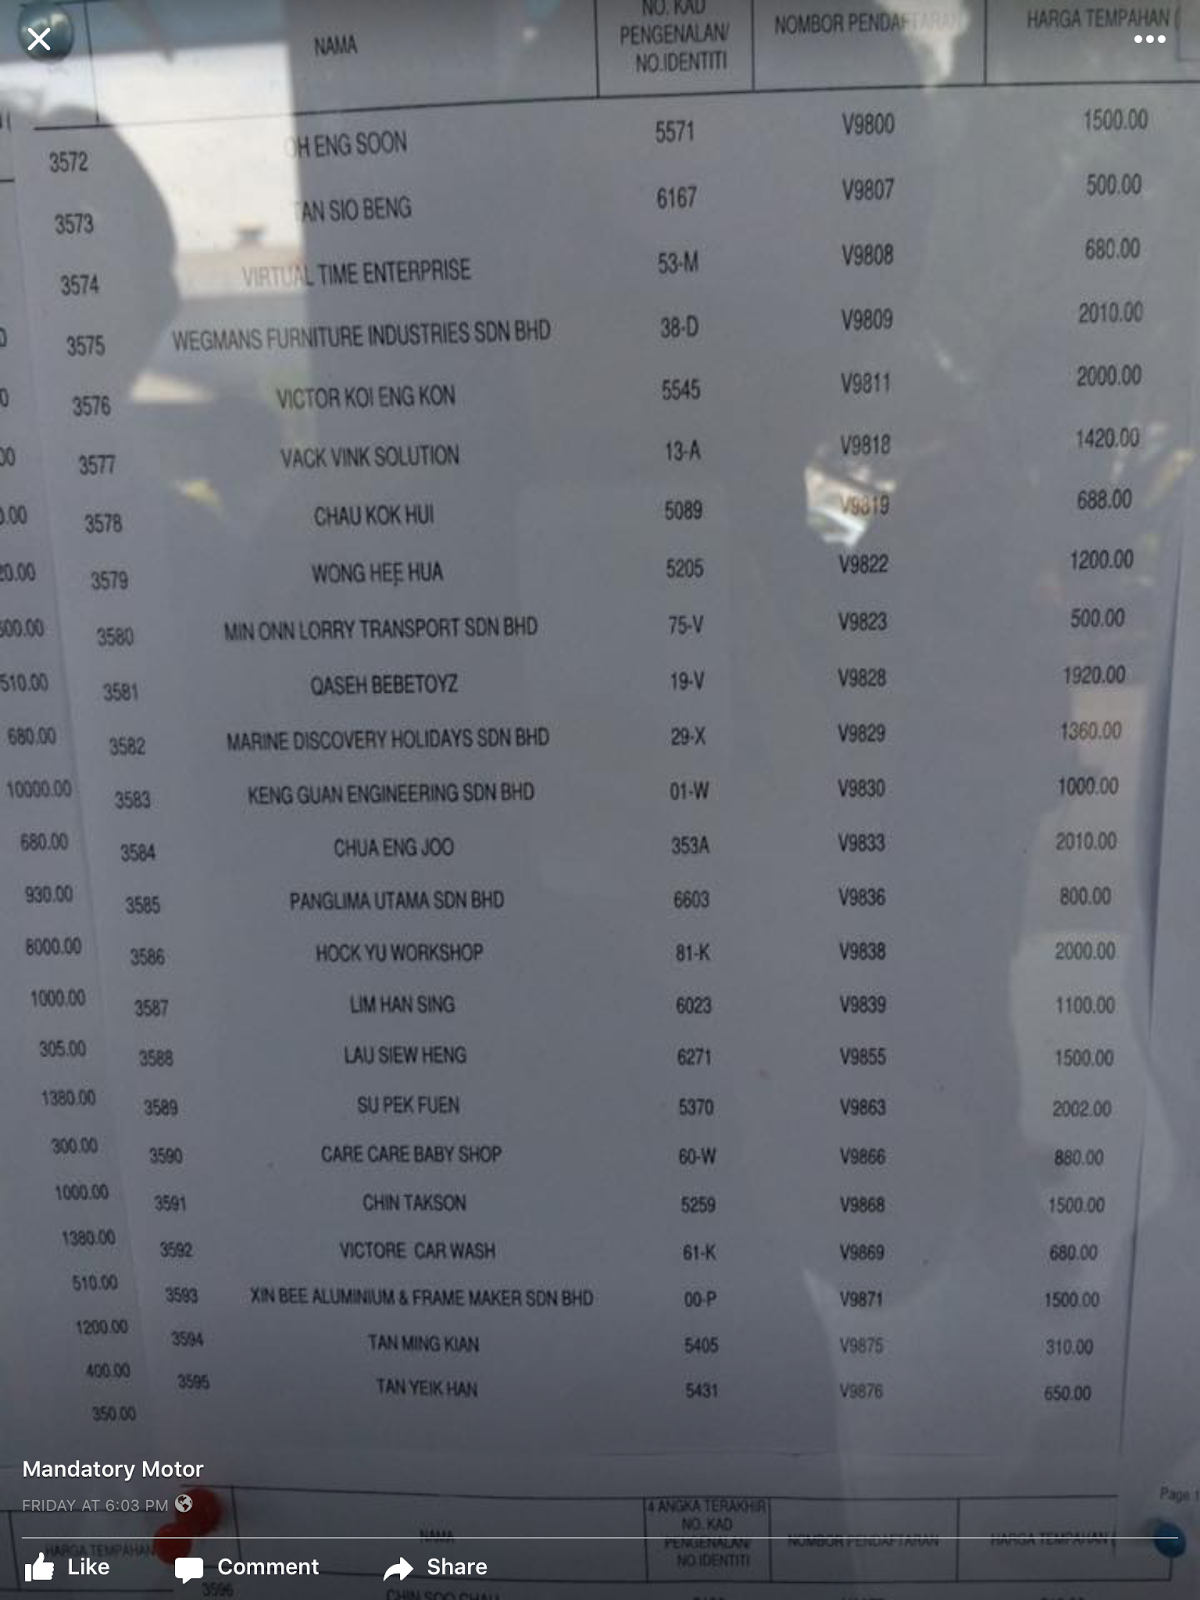 NAMA
NO. KAD
PENGENALAN/
NO.IDENTITI
NOMBOR PENDAFTARAN
HARGA TEMPAHAN (
3572 OH ENG SOON 5571 V9800 1500.00
3573 TAN SIO BENG 6167 V9807 500.00
3574 VIRTUAL TIME ENTERPRISE 53-M V9808 680.00
3575 WEGMANS FURNITURE INDUSTRIES SDN BHD 38-D V9809 2010.00
3576 VICTOR KOI ENG KON 5545 V9811 2000.00
3577 VACK VINK SOLUTION 13-A V9818 1420.00
3578 CHAU KOK HUI 5089 V9819 688.00
3579 WONG HEE HUA 5205 V9822 1200.00
3580 MIN ONN LORRY TRANSPORT SDN BHD 75-V V9823 500.00
510.00 3581 QASEH BEBETOYZ 19-V V9828 1920.00
680.00 3582 MARINE DISCOVERY HOLIDAYS SDN BHD 29-X V9829 1360.00
10000.00 3583 KENG GUAN ENGINEERING SDN BHD 01-W V9830 1000.00
680.00 3584 CHUA ENG JOO 353A V9833 2010.00
930.00 3585 PANGLIMA UTAMA SDN BHD 6603 V9836 800.00
8000.00 3586 HOCK YU WORKSHOP 81-K V9838 2000.00
1000.00 3587 LIM HAN SING 6023 V9839 1100.00
305.00 3588 LAU SIEW HENG 6271 V9855 1500.00
1380.00 3589 SU PEK FUEN 5370 V9863 2002.00
300.00 3590 CARE CARE BABY SHOP 60-W V9866 880.00
1000.00 3591 CHIN TAKSON 5259 V9868 1500.00
1380.00 3592 VICTORE CAR WASH 61-K V9869 680.00
510.00 3593 XIN BEE ALUMINIUM & FRAME MAKER SDN BHD 00-P V9871 1500.00
1200.00 3594 TAN MING KIAN 5405 V9875 310.00
400.00 3595 TAN YEIK HAN 5431 V9876 650.00
350.00
Mandatory Motor
FRIDAY AT 6:03 PM
Page
HARGA TEMPAHAN
NAMA
4 ANGKA TERAKHIR
NO. KAD
PENGENALAN/
NO.IDENTITI
NOMBOR PENDAFTARAN
HARGA TEMPAHAN (
Like Comment Share
3596